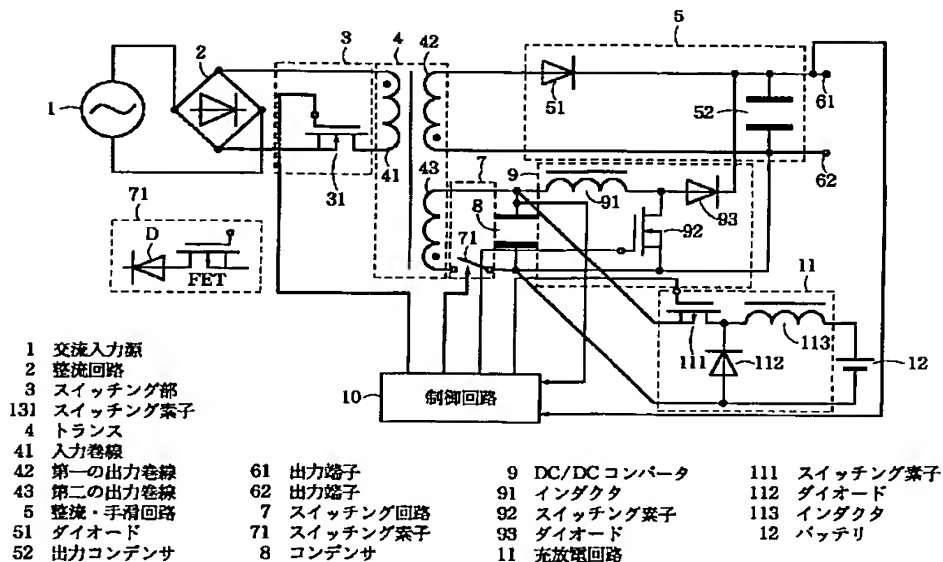 5
3
4
42
2
1
51
52
61
41
31
43
7
9
62
71
8
91
93
92
D
FET
71
11
111
112
113
12
10 制御回路
1 交流入力源
2 整流回路
3 スイッチング部
131 スイッチング素子
4 トランス
41 入力巻線
42 第一の出力巻線
43 第二の出力巻線
5 整流・手滑回路
51 ダイオード
52 出力コンデンサ
61 出力端子
62 出力端子
7 スイッチング回路
71 スイッチング素子
8 コンデンサ
9 DC/DCコンバータ
91 インダクタ
92 スイッチング素子
93 ダイオード
11 充放電回路
111 スイッチング素子
112 ダイオード
113 インダクタ
12 バッテリ